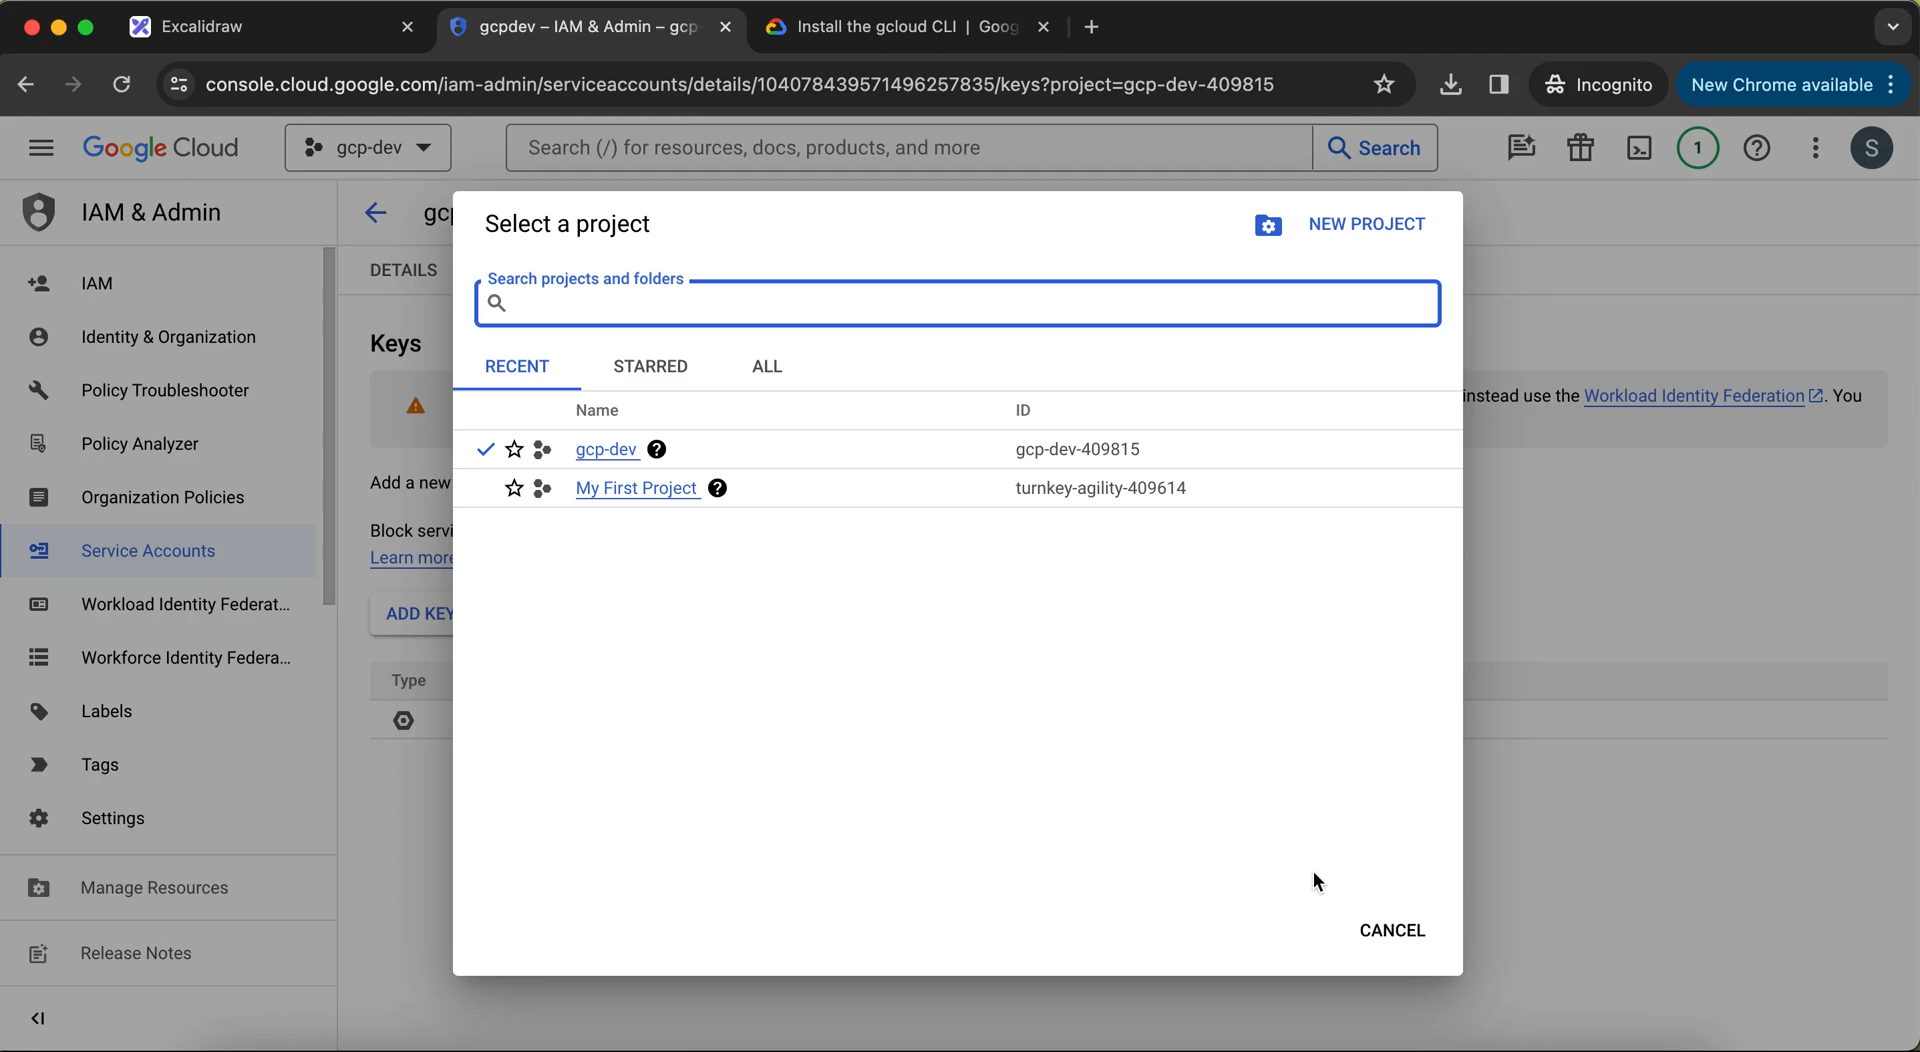 Excalidraw
gcpdev – IAM & Admin – gcp-
Install the gcloud CLI | Goog
console.cloud.google.com/iam-admin/serviceaccounts/details/104078439571496257835/keys?project=gcp-dev-409815
Incognito
New Chrome available
Google Cloud
gcp-dev
Search (/) for resources, docs, products, and more
Search
1
S
IAM & Admin
IAM
Identity & Organization
Policy Troubleshooter
Policy Analyzer
Organization Policies
Service Accounts
Workload Identity Federat...
Workforce Identity Federa...
Labels
Tags
Settings
Manage Resources
Release Notes
gcp
DETAILS
Keys
instead use the Workload Identity Federation. You
Add a new
Block servi
Learn more
ADD KEY
Type
Select a project
NEW PROJECT
Search projects and folders
RECENT
STARRED
ALL
Name
ID
gcp-dev
gcp-dev-409815
My First Project
turnkey-agility-409614
CANCEL